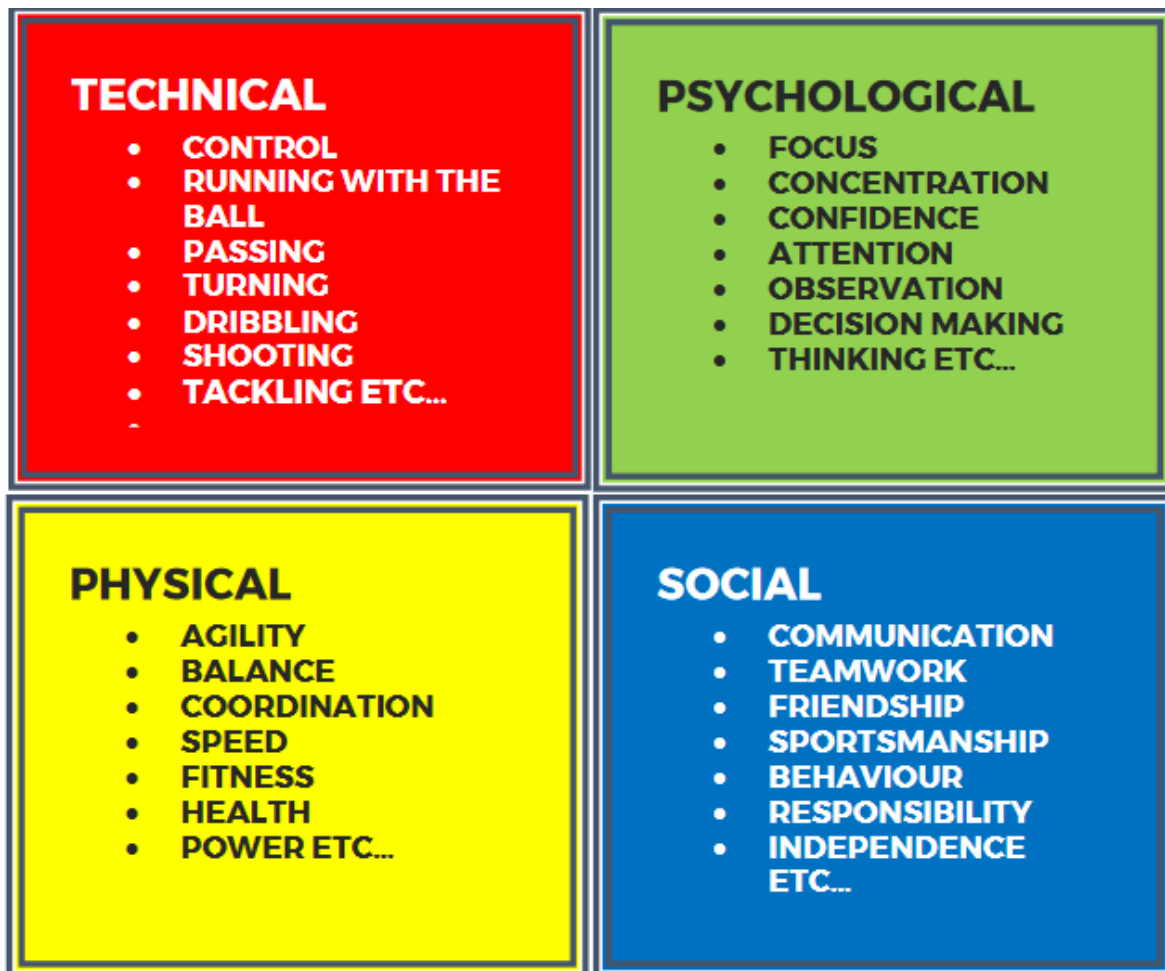 TECHNICAL
• CONTROL
• RUNNING WITH THE
BALL
• PASSING
• TURNING
• DRIBBLING
• SHOOTING
• TACKLING ETC...
•
PSYCHOLOGICAL
• FOCUS
• CONCENTRATION
• CONFIDENCE
• ATTENTION
• OBSERVATION
• DECISION MAKING
• THINKING ETC...
PHYSICAL
• AGILITY
• BALANCE
• COORDINATION
• SPEED
• FITNESS
• HEALTH
• POWER ETC...
SOCIAL
• COMMUNICATION
• TEAMWORK
• FRIENDSHIP
• SPORTSMANSHIP
• BEHAVIOUR
• RESPONSIBILITY
• INDEPENDENCE
ETC...